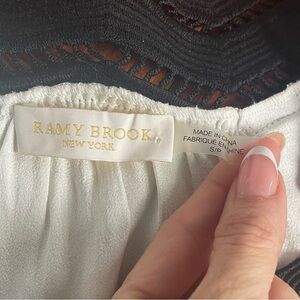 RAMY BROOK
NEW YORK
MADE IN CHINA
FABRIQUE EN
S/P